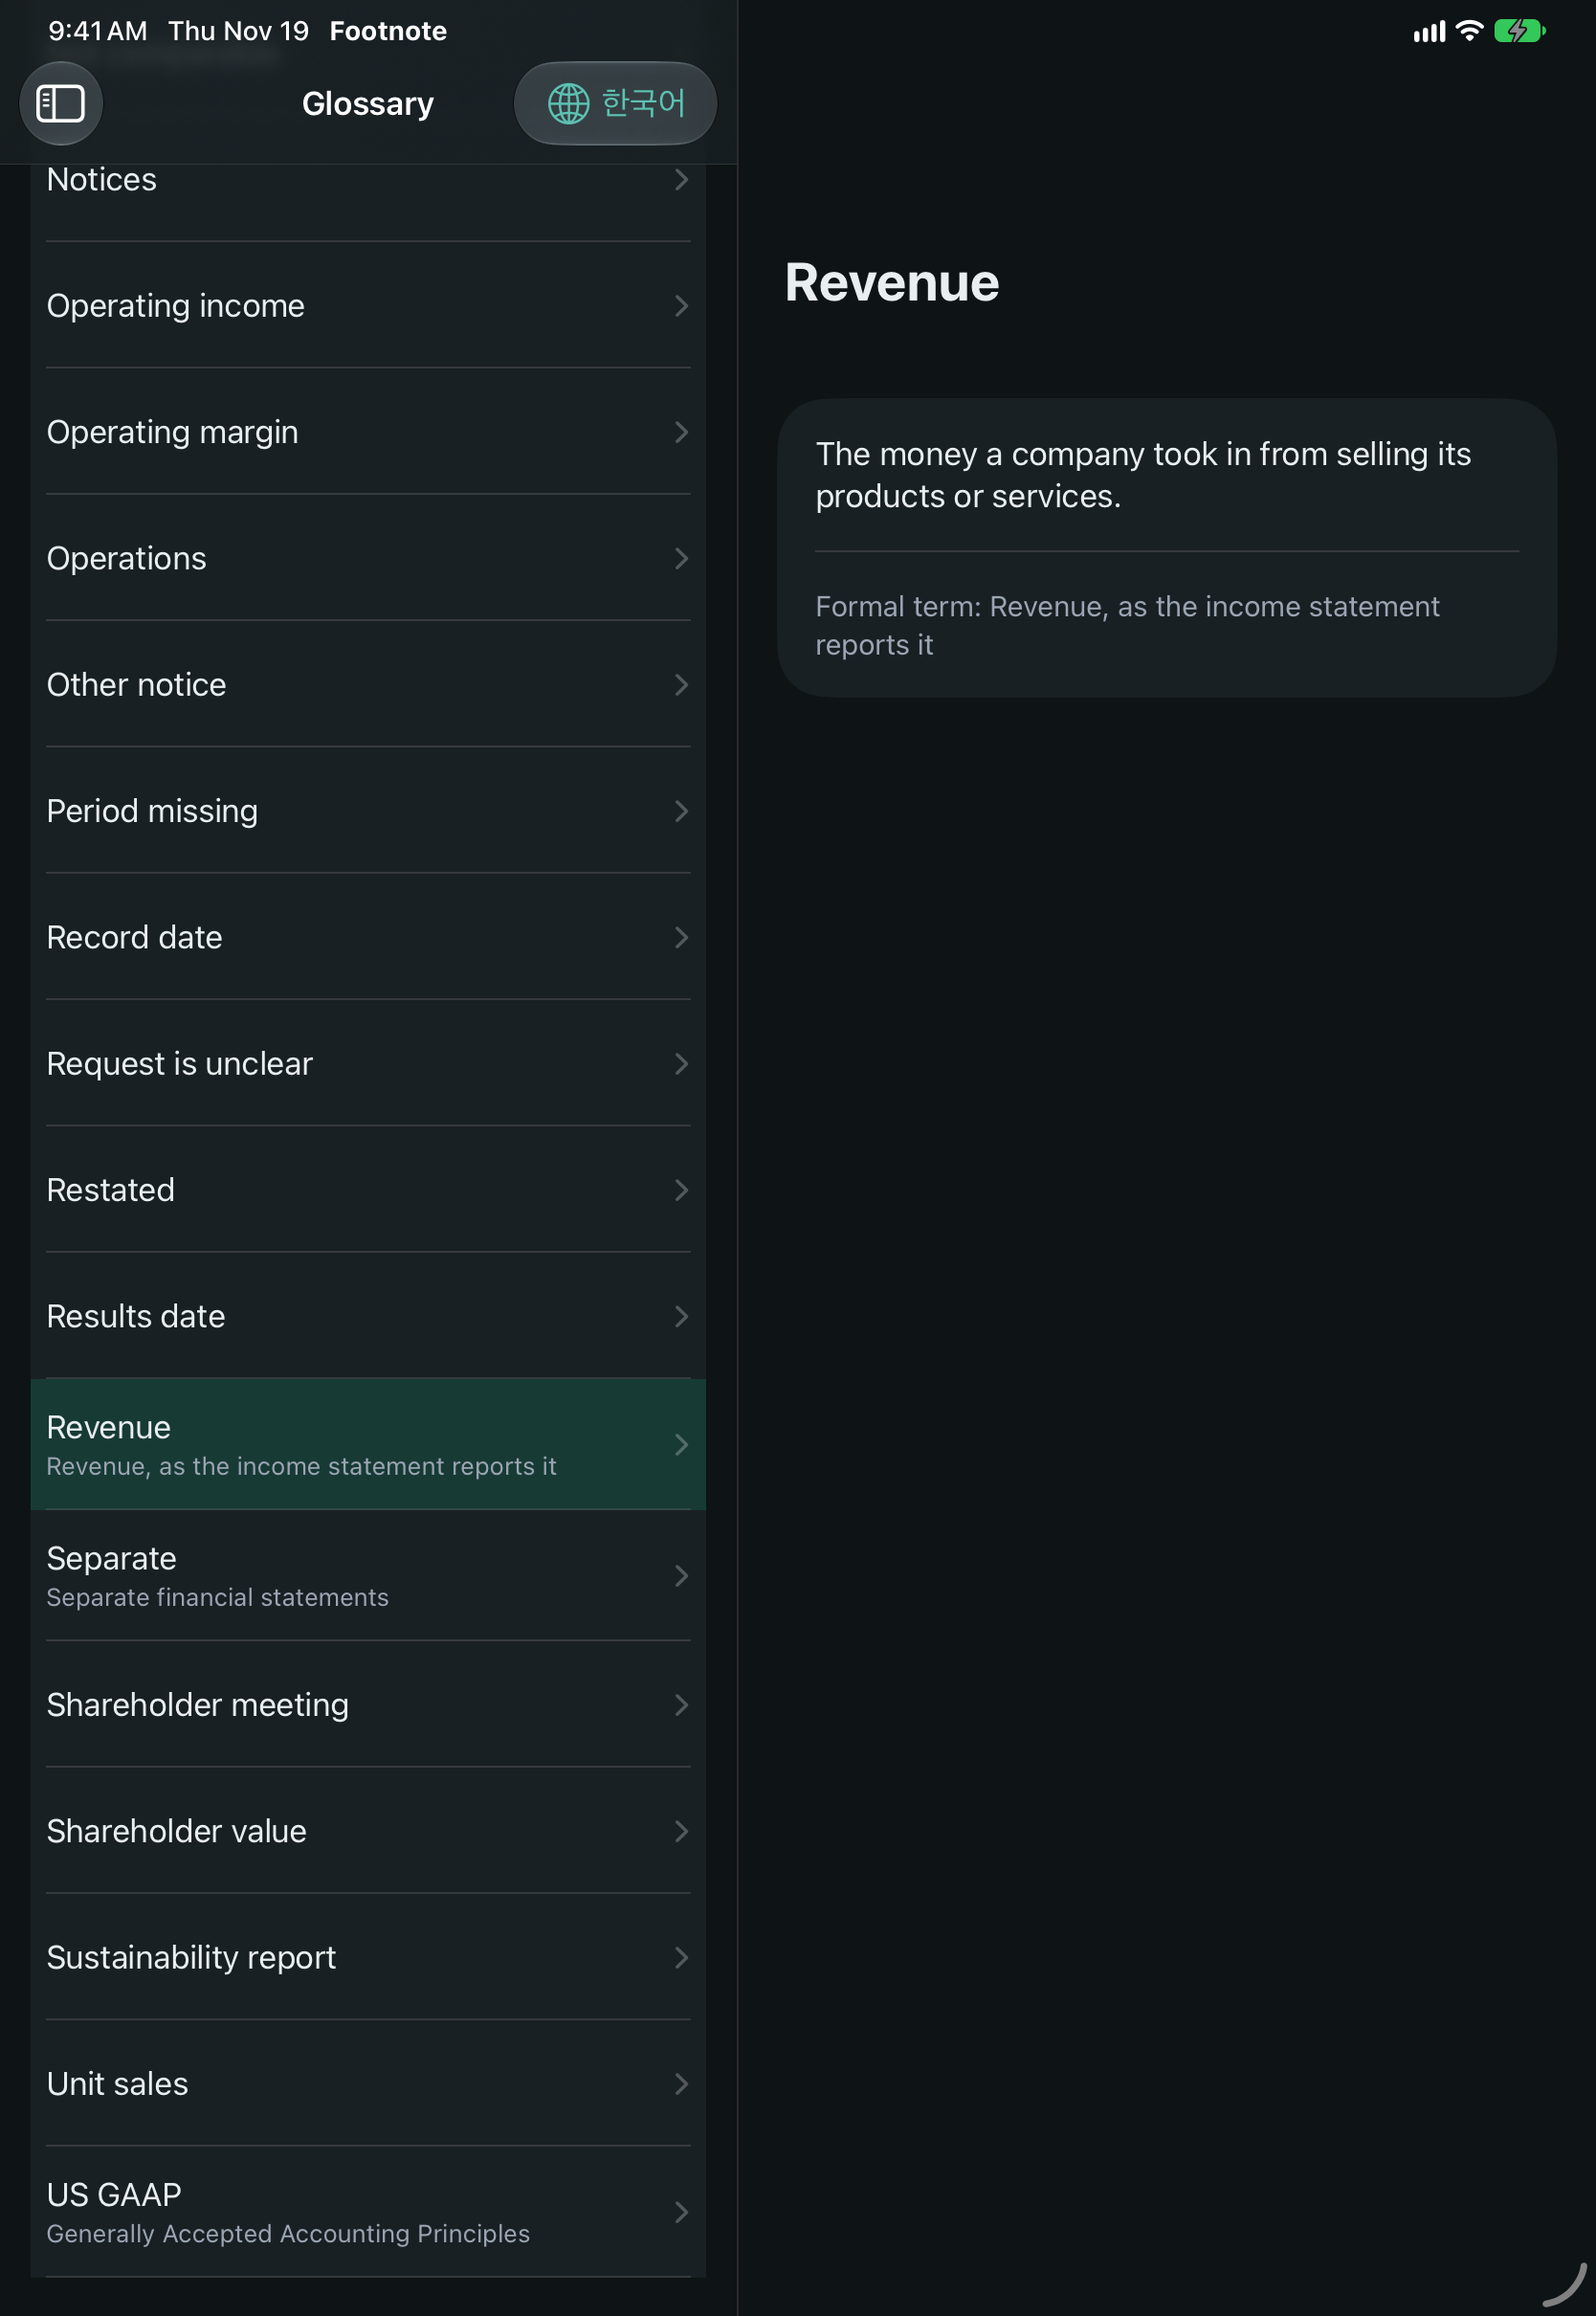 9:41 AM Thu Nov 19 Footnote
Glossary
한국어
Notices
Operating income
Operating margin
Operations
Other notice
Period missing
Record date
Request is unclear
Restated
Results date
Revenue
Revenue, as the income statement reports it
Separate
Separate financial statements
Shareholder meeting
Shareholder value
Sustainability report
Unit sales
US GAAP
Generally Accepted Accounting Principles
Revenue
The money a company took in from selling its
products or services.
Formal term: Revenue, as the income statement
reports it